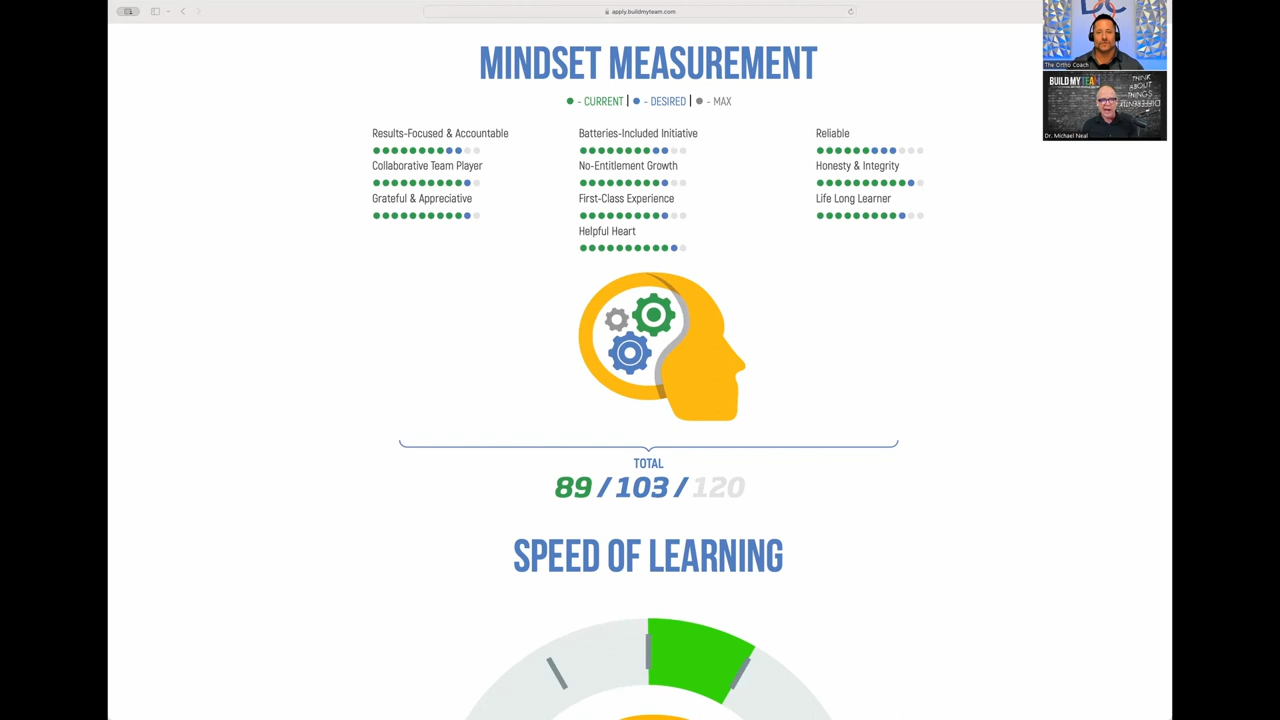 apply.buildmyteam.com
MINDSET MEASUREMENT
- CURRENT | - DESIRED | - MAX
Results-Focused & Accountable
Batteries-Included Initiative
Reliable
Collaborative Team Player
No-Entitlement Growth
Honesty & Integrity
Grateful & Appreciative
First-Class Experience
Life Long Learner
Helpful Heart
TOTAL
89 / 103 / 120
SPEED OF LEARNING
The Ortho Coach
BUILD MY TEAM
THINK
ABOUT
THINGS
DIFFERENTLY
Dr. Michael Neal